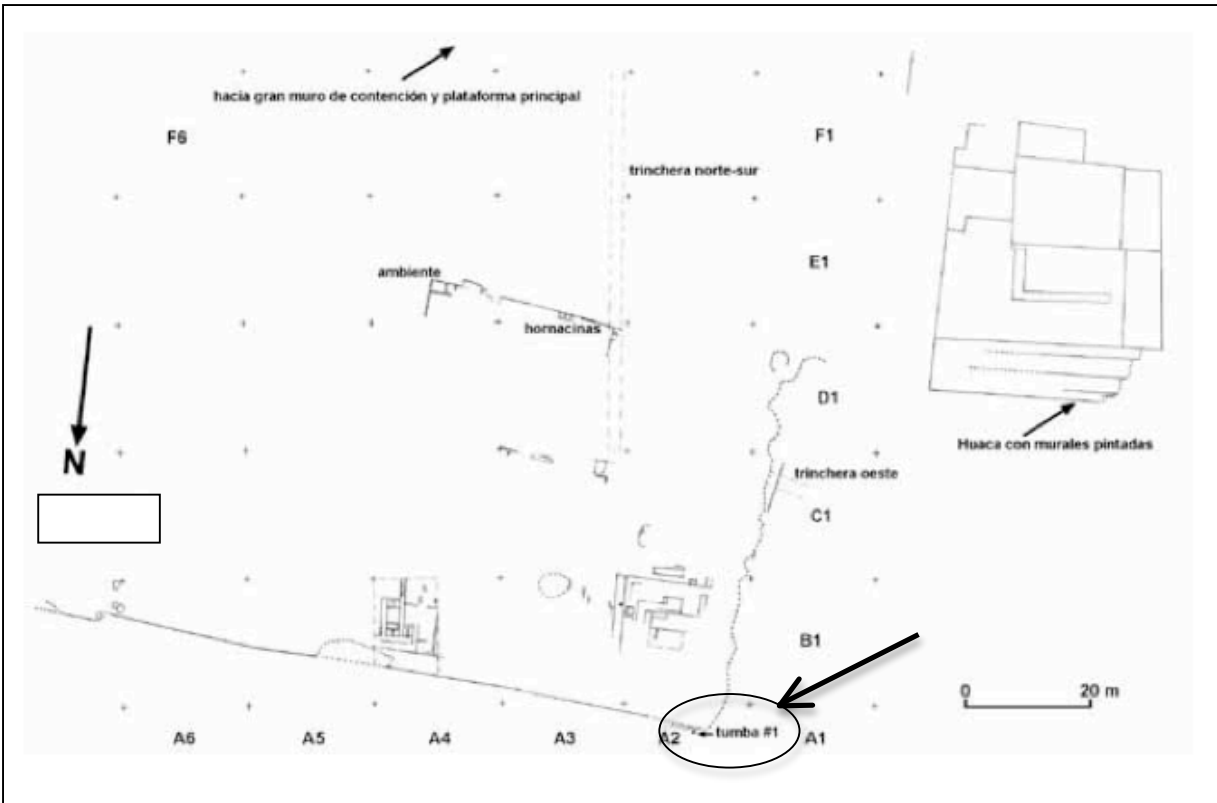 hacia gran muro de contención y plataforma principal
F6
F1
trinchera norte-sur
ambiente
E1
hornacinas
D1
Huaca con murales pintadas
N
trinchera oeste
C1
B1
0 20 m
A6 A5 A4 A3 A2 tumba #1 A1